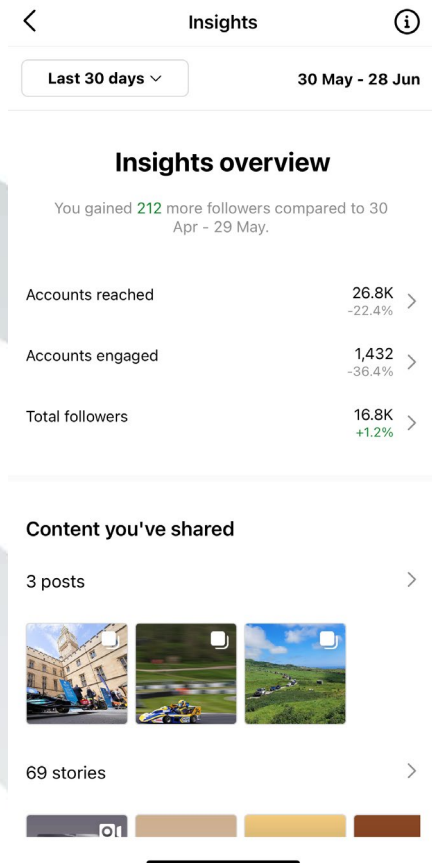 Insights
Last 30 days
30 May - 28 Jun
Insights overview
You gained 212 more followers compared to 30
Apr - 29 May.
Accounts reached
26.8K
-22.4%
Accounts engaged
1,432
-36.4%
Total followers
16.8K
+1.2%
Content you've shared
3 posts
69 stories